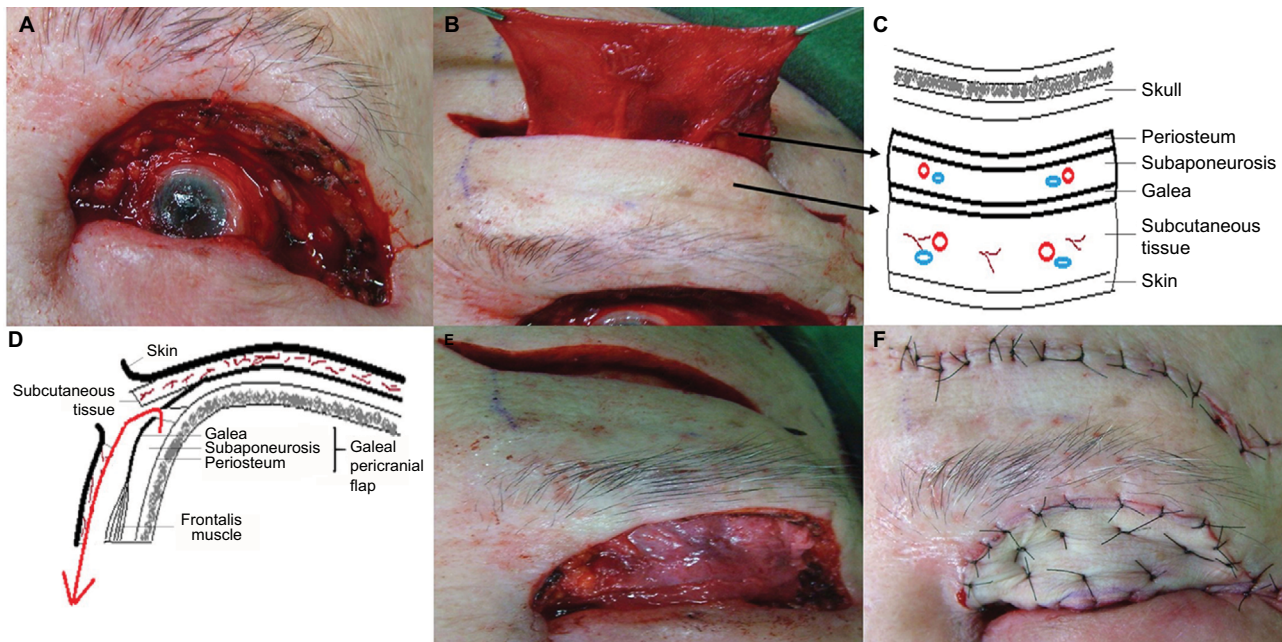 A
B
C
Skull
Periosteum
Subaponeurosis
Galea
Subcutaneous
tissue
Skin
D
Skin
Subcutaneous
tissue
Galea
Subaponeurosis
Periosteum
Galeal
pericranial
flap
Frontalis
muscle
E
F